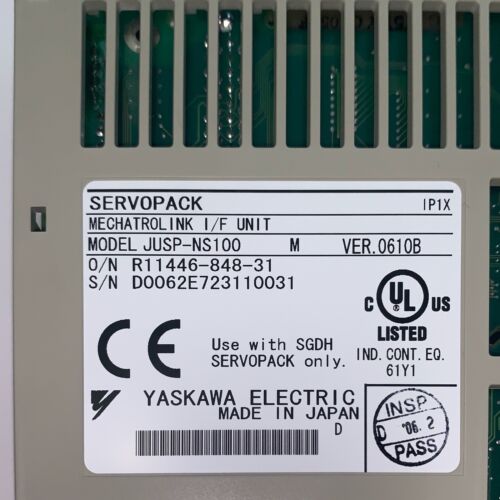 SERVOPACK IP1X
MECHATROLINK I/F UNIT
MODEL JUSP-NS100 M VER.0610B
O/N R11446-848-31
S/N D0062E723110031
C UL US
LISTED
CE
Use with SGDH
SERVOPACK only.
IND. CONT. EQ.
61Y1
YASKAWA ELECTRIC
MADE IN JAPAN
D
INSP.
D '06. 2
PASS